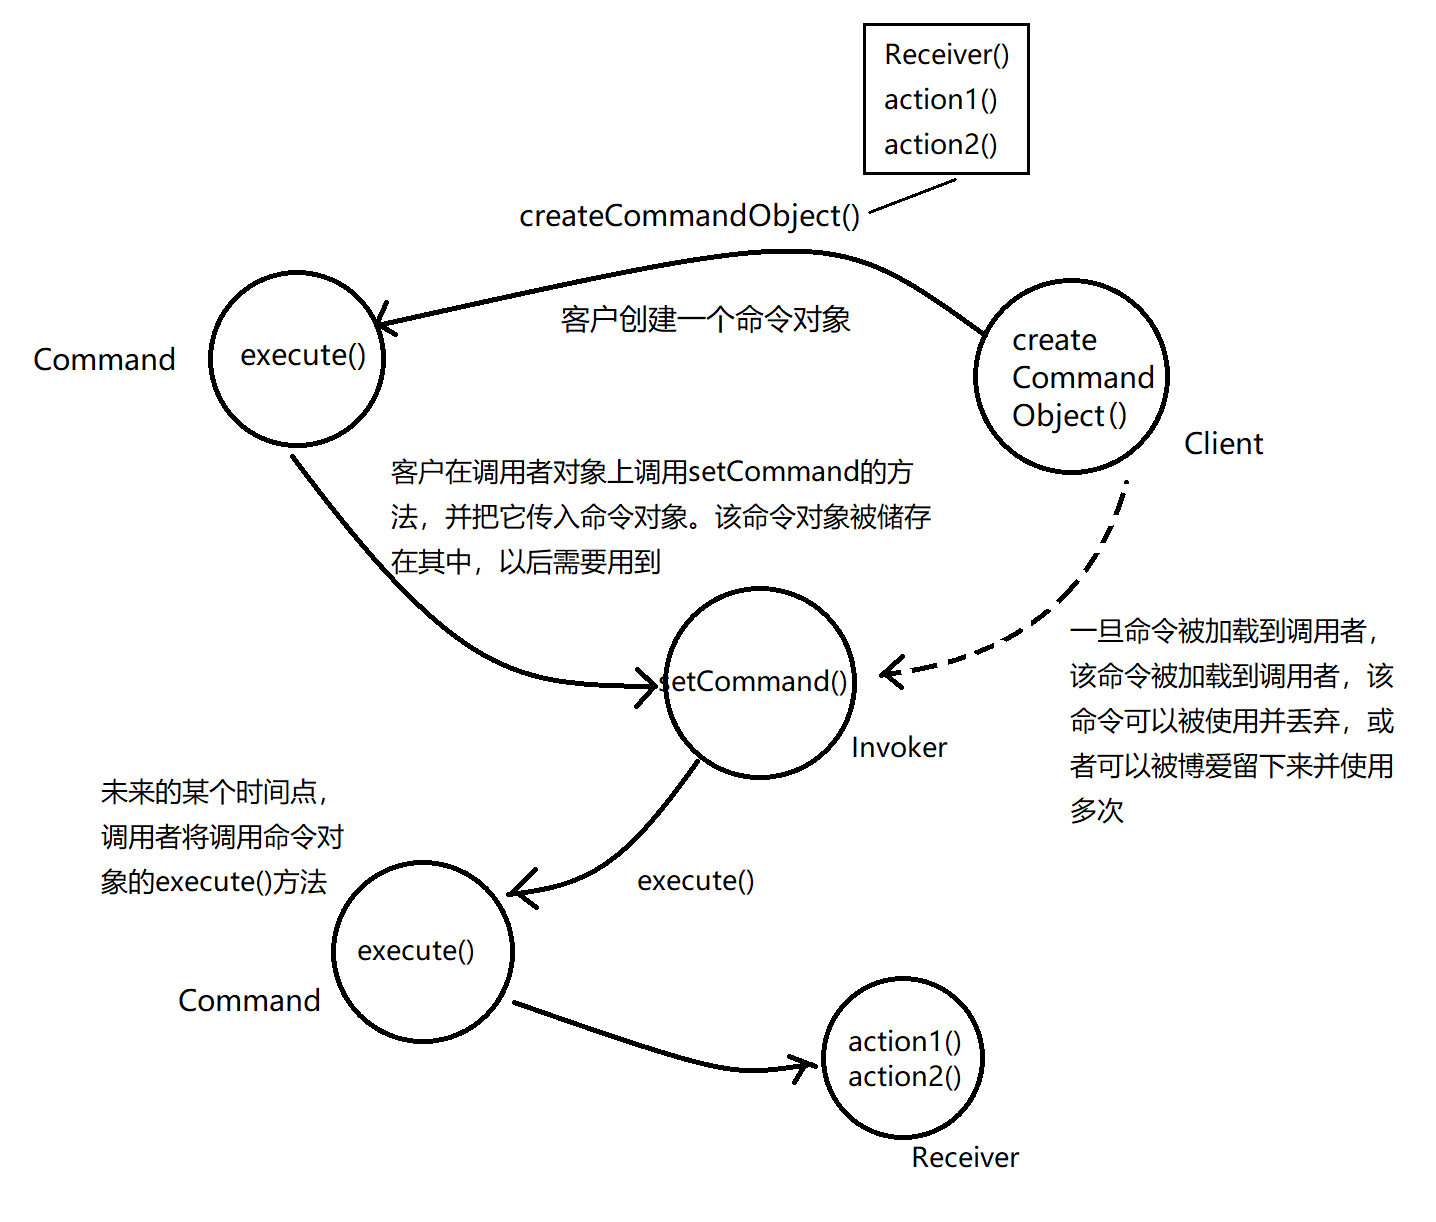 Receiver()
action1()
action2()
createCommandObject()
客户创建一个命令对象
Command
execute()
create
Command
Object()
Client
客户在调用者对象上调用setCommand的方
法，并把它传入命令对象。该命令对象被储存
在其中，以后需要用到
setCommand()
Invoker
一旦命令被加载到调用者，
该命令被加载到调用者，该
命令可以被使用并丢弃，或
者可以被博爱留下来并使用
多次
未来的某个时间点，
调用者将调用命令对
象的execute()方法
execute()
execute()
Command
action1()
action2()
Receiver